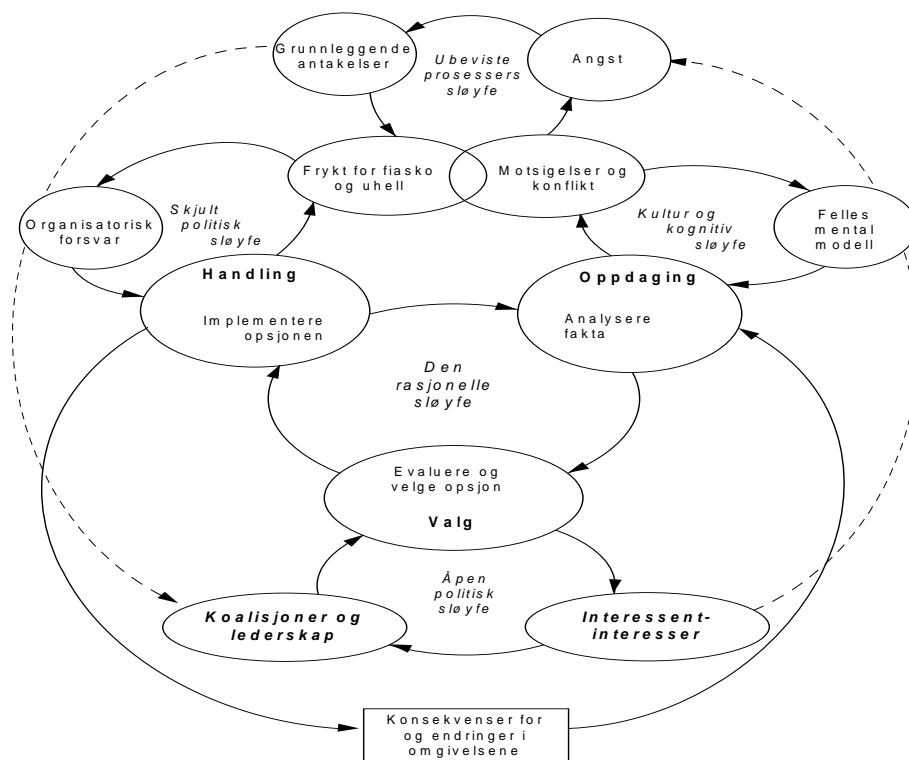 Grunnleggende
antakelser
Ubeviste
prosessers
sløyfe
Angst
Frykt for fiasko
og uhell
Motsigelser og
konflikt
Organisatorisk
forsvar
Skjult
politisk
sløyfe
Kultur og
kognitiv
sløyfe
Felles
mental
modell
Handling
Implementere
opsjonen
Oppdaging
Analysere
fakta
Den
rasjonelle
sløyfe
Evaluere og
velge opsjon
Valg
Åpen
politisk
sløyfe
Koalisjoner og
lederskap
Interessent-
interesser
Konsekvenser for
og endringer i
omgivelsene